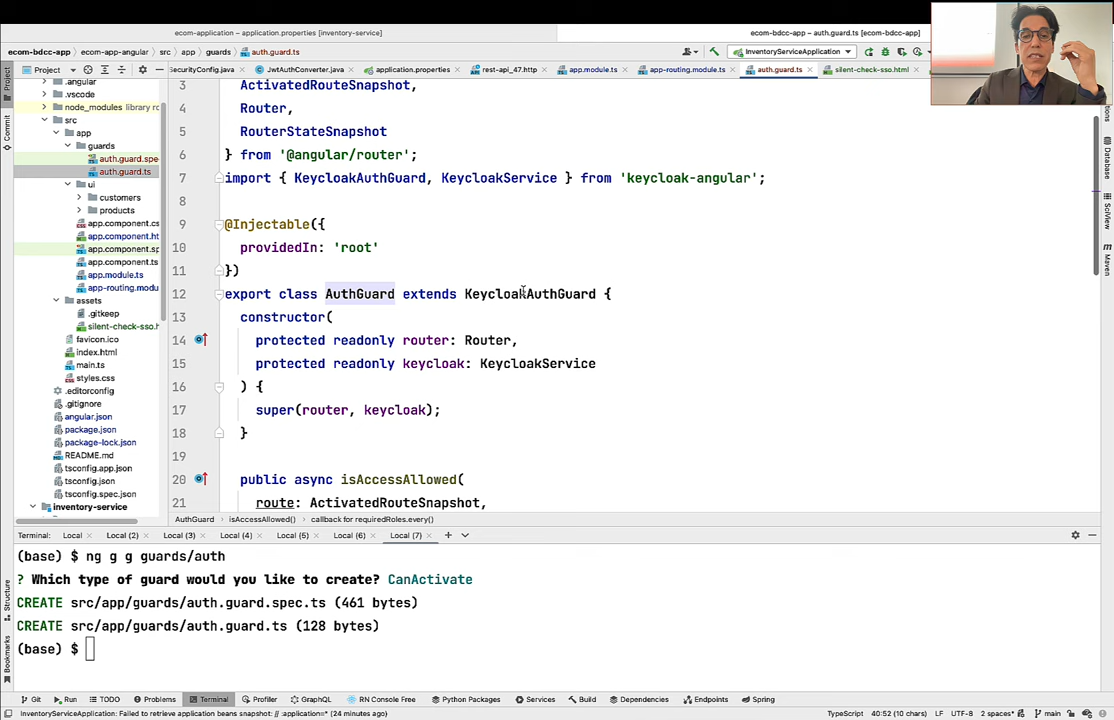 ecom-application – application.properties [inventory-service]
ecom-bdcc-app – auth.guard.ts [ecom-bdcc-app]
ecom-bdcc-app › ecom-app-angular › src › app › guards › auth.guard.ts
InventoryServiceApplication
Project
SecurityConfig.java × JwtAuthConverter.java × application.properties × rest-api_47.http × app.module.ts × app-routing.module.ts × auth.guard.ts × silent-check-sso.html ×
.angular
.vscode
node_modules library ro
src
app
guards
auth.guard.spe
auth.guard.ts
ui
customers
products
app.component.cs
app.component.ht
app.component.sp
app.component.ts
app.module.ts
app-routing.modu
assets
.gitkeep
silent-check-sso.h
favicon.ico
index.html
main.ts
styles.css
.editorconfig
.gitignore
angular.json
package.json
package-lock.json
README.md
tsconfig.app.json
tsconfig.json
tsconfig.spec.json
inventory-service
3 ActivatedRouteSnapshot,
4 Router,
5 RouterStateSnapshot
6 } from '@angular/router';
7 import { KeycloakAuthGuard, KeycloakService } from 'keycloak-angular';
8
9 @Injectable({
10 providedIn: 'root'
11 })
12 export class AuthGuard extends KeycloakAuthGuard {
13 constructor(
14 protected readonly router: Router,
15 protected readonly keycloak: KeycloakService
16 ) {
17 super(router, keycloak);
18 }
19
20 public async isAccessAllowed(
21 route: ActivatedRouteSnapshot,
AuthGuard › isAccessAllowed() › callback for requiredRoles.every()
Project
Commit
Structure
Bookmarks
Database
SciView
Maven
Terminal: Local × Local (2) × Local (3) × Local (4) × Local (5) × Local (6) × Local (7) ×
(base) $ ng g g guards/auth
? Which type of guard would you like to create? CanActivate
CREATE src/app/guards/auth.guard.spec.ts (461 bytes)
CREATE src/app/guards/auth.guard.ts (128 bytes)
(base) $
Git Run TODO Problems Terminal Profiler GraphQL RN Console Free Python Packages Services Build Dependencies Endpoints Spring
InventoryServiceApplication: Failed to retrieve application beans snapshot: // :application=* (24 minutes ago)
TypeScript 40:52 (10 chars) LF UTF-8 2 spaces* main